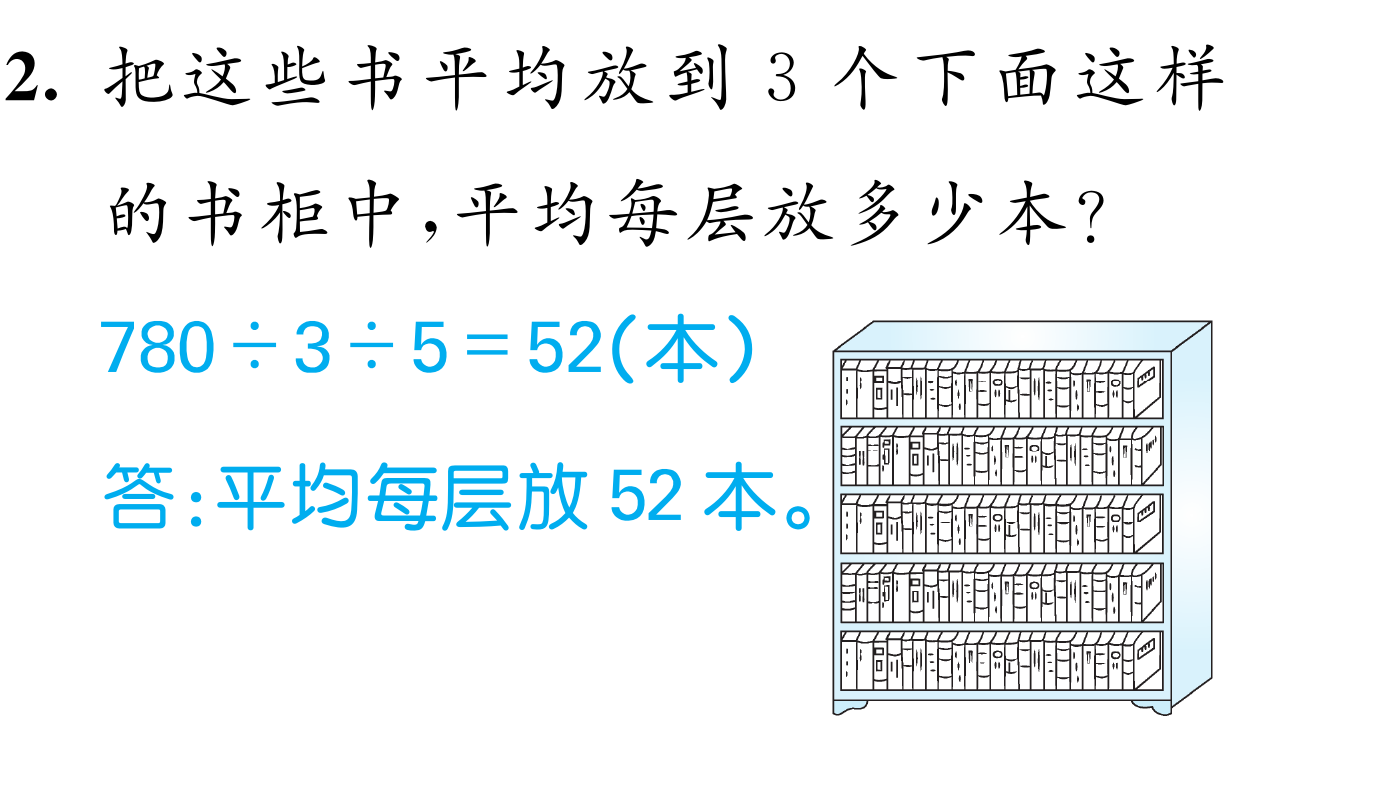 2. 把这些书平均放到 3 个下面这样
的书柜中,平均每层放多少本?
780÷3÷5=52(本)
答:平均每层放 52 本。